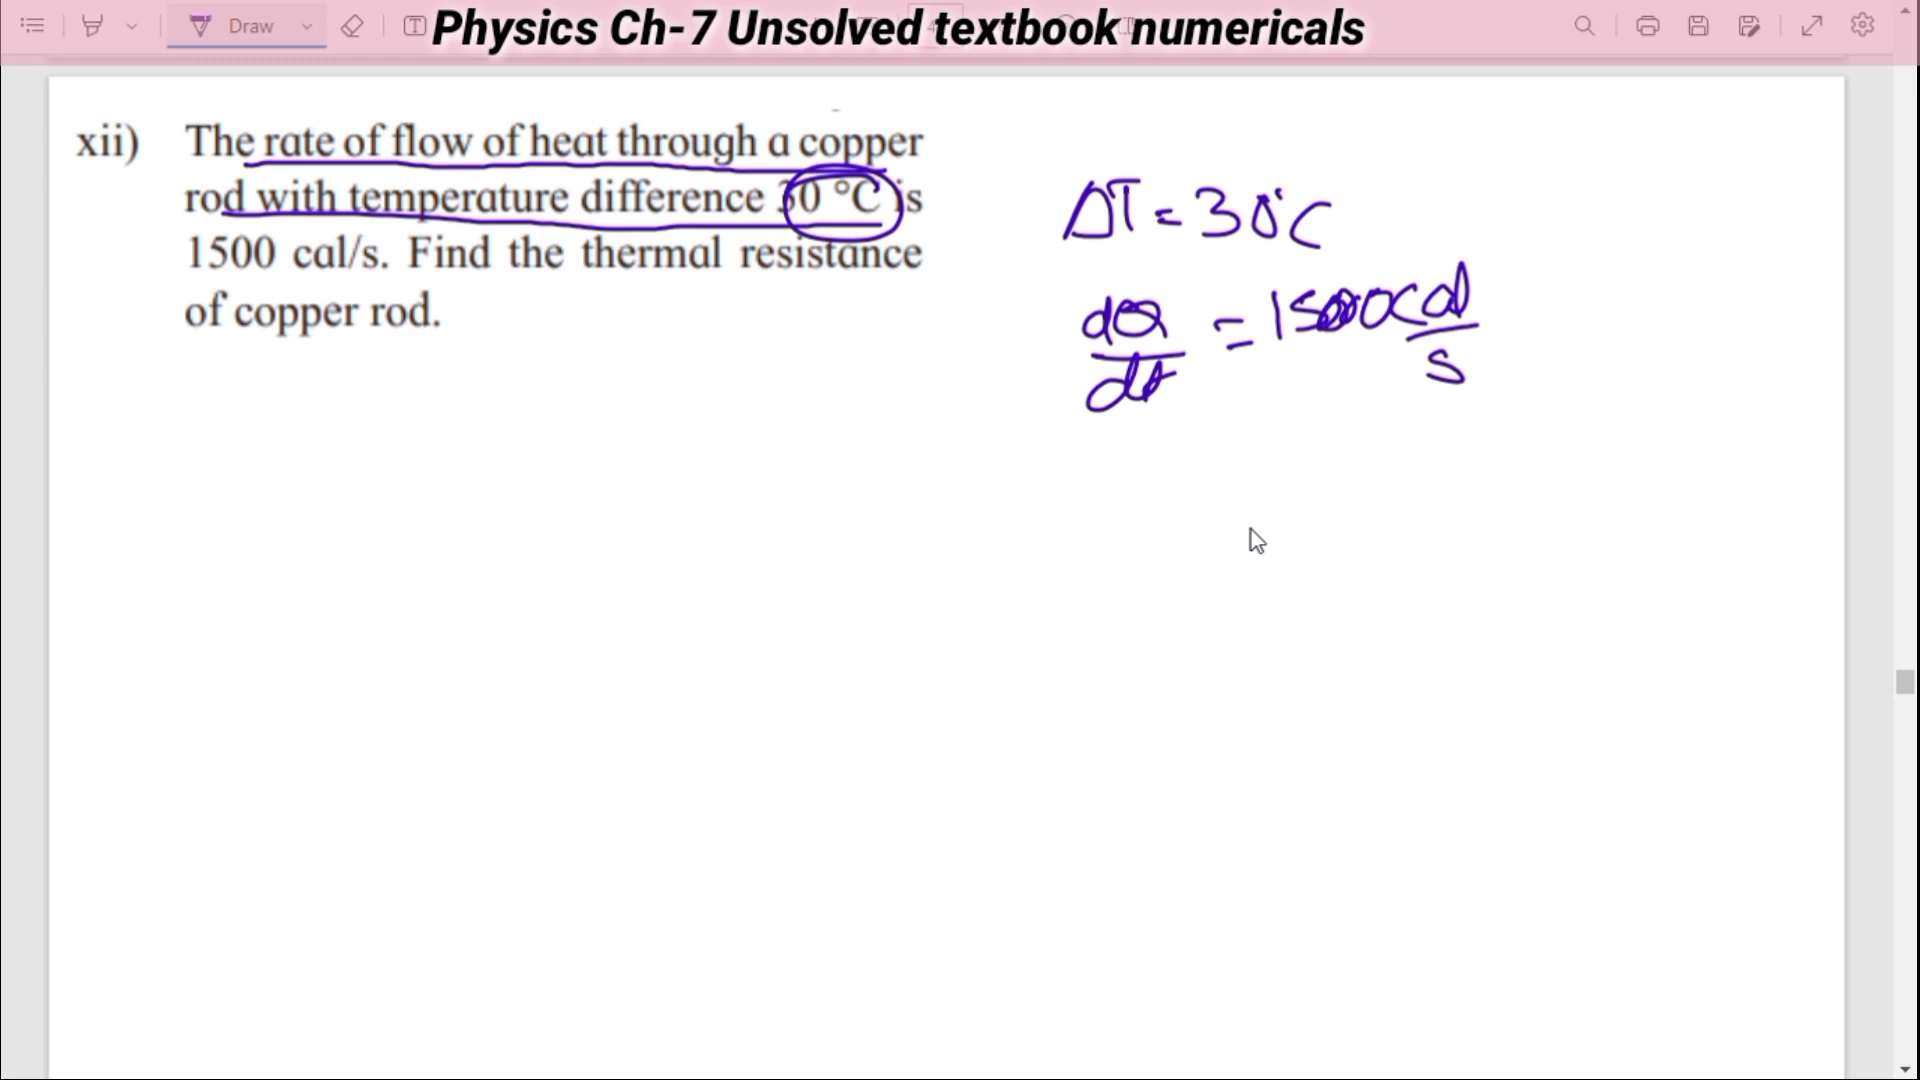 Draw
Physics Ch-7 Unsolved textbook numericals
xii) The rate of flow of heat through a copper
rod with temperature difference 30 °C is
1500 cal/s. Find the thermal resistance
of copper rod.
ΔT = 30°C
dQ/dt = 1500 cal/s